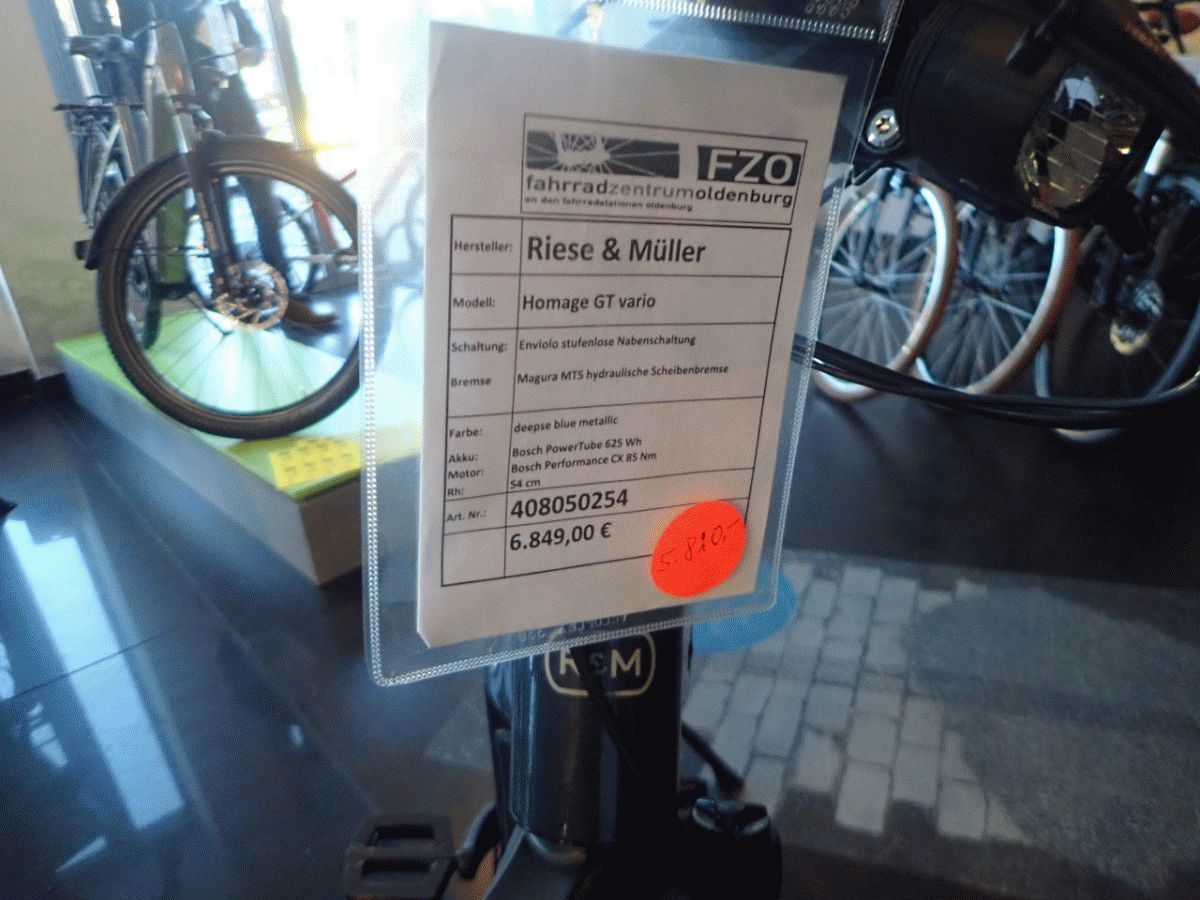 FZO
fahrradzentrumoldenburg
an den fahrradstationen oldenburg
Hersteller: Riese & Müller
Modell: Homage GT vario
Schaltung: Enviolo stufenlose Nabenschaltung
Bremse Magura MT5 hydraulische Scheibenbremse
Farbe: deepse blue metallic
Akku: Bosch PowerTube 625 Wh
Motor: Bosch Performance CX 85 Nm
Rh: 54 cm
Art. Nr.: 408050254
6.849,00 €
R&M